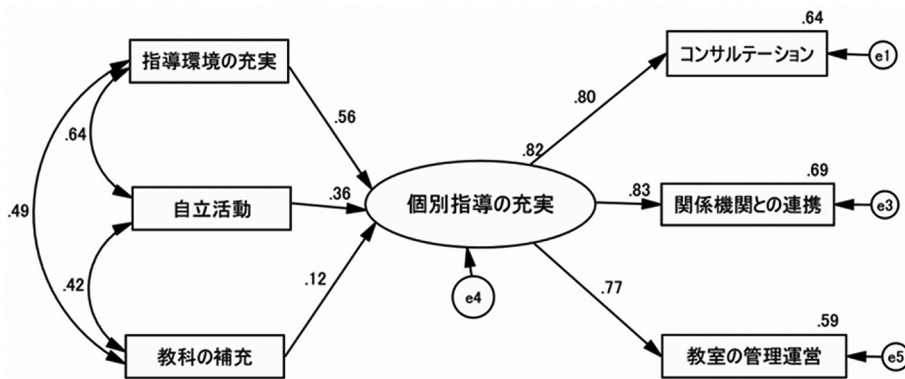 .64
指導環境の充実
コンサルテーション
e1
.80
.56
.64
.82
.69
.49
自立活動
.36
個別指導の充実
.83
関係機関との連携
e3
.42
.12
e4
.77
.59
教科の補充
教室の管理運営
e5